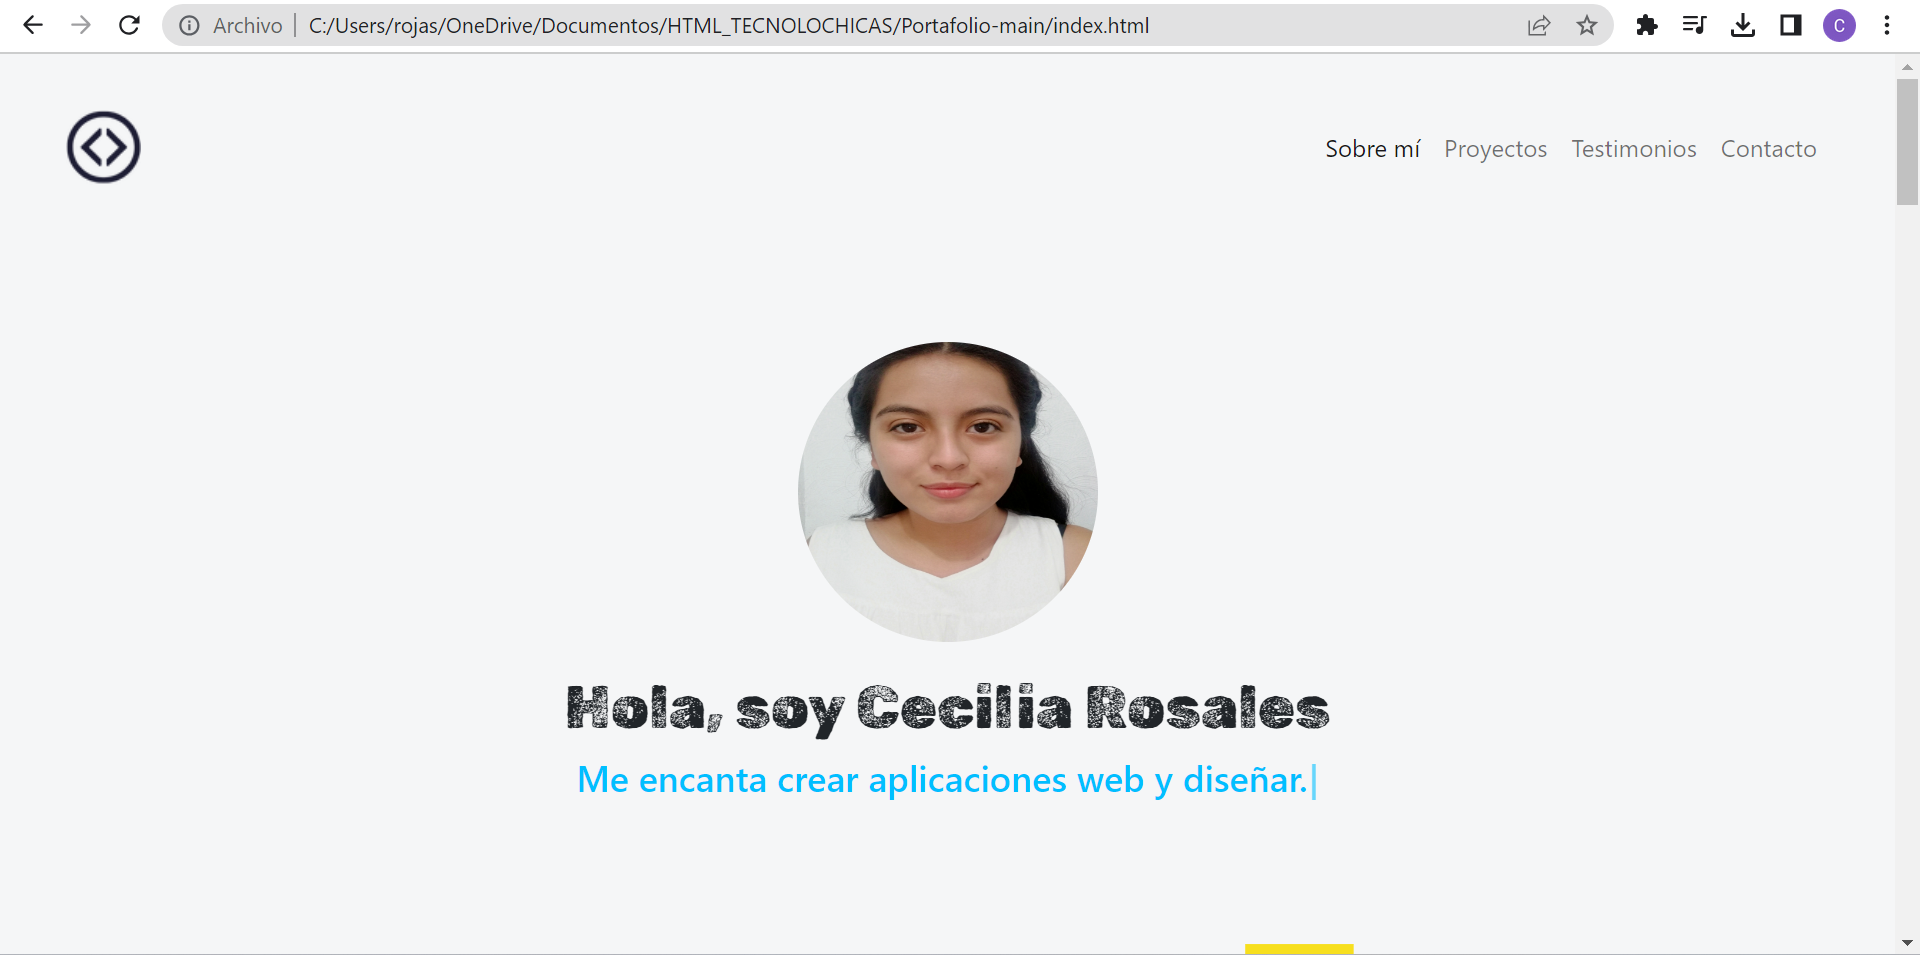 Archivo | C:/Users/rojas/OneDrive/Documentos/HTML_TECNOLOCHICAS/Portafolio-main/index.html
C
Sobre mí Proyectos Testimonios Contacto
Hola, soy Cecilia Rosales
Me encanta crear aplicaciones web y diseñar.|